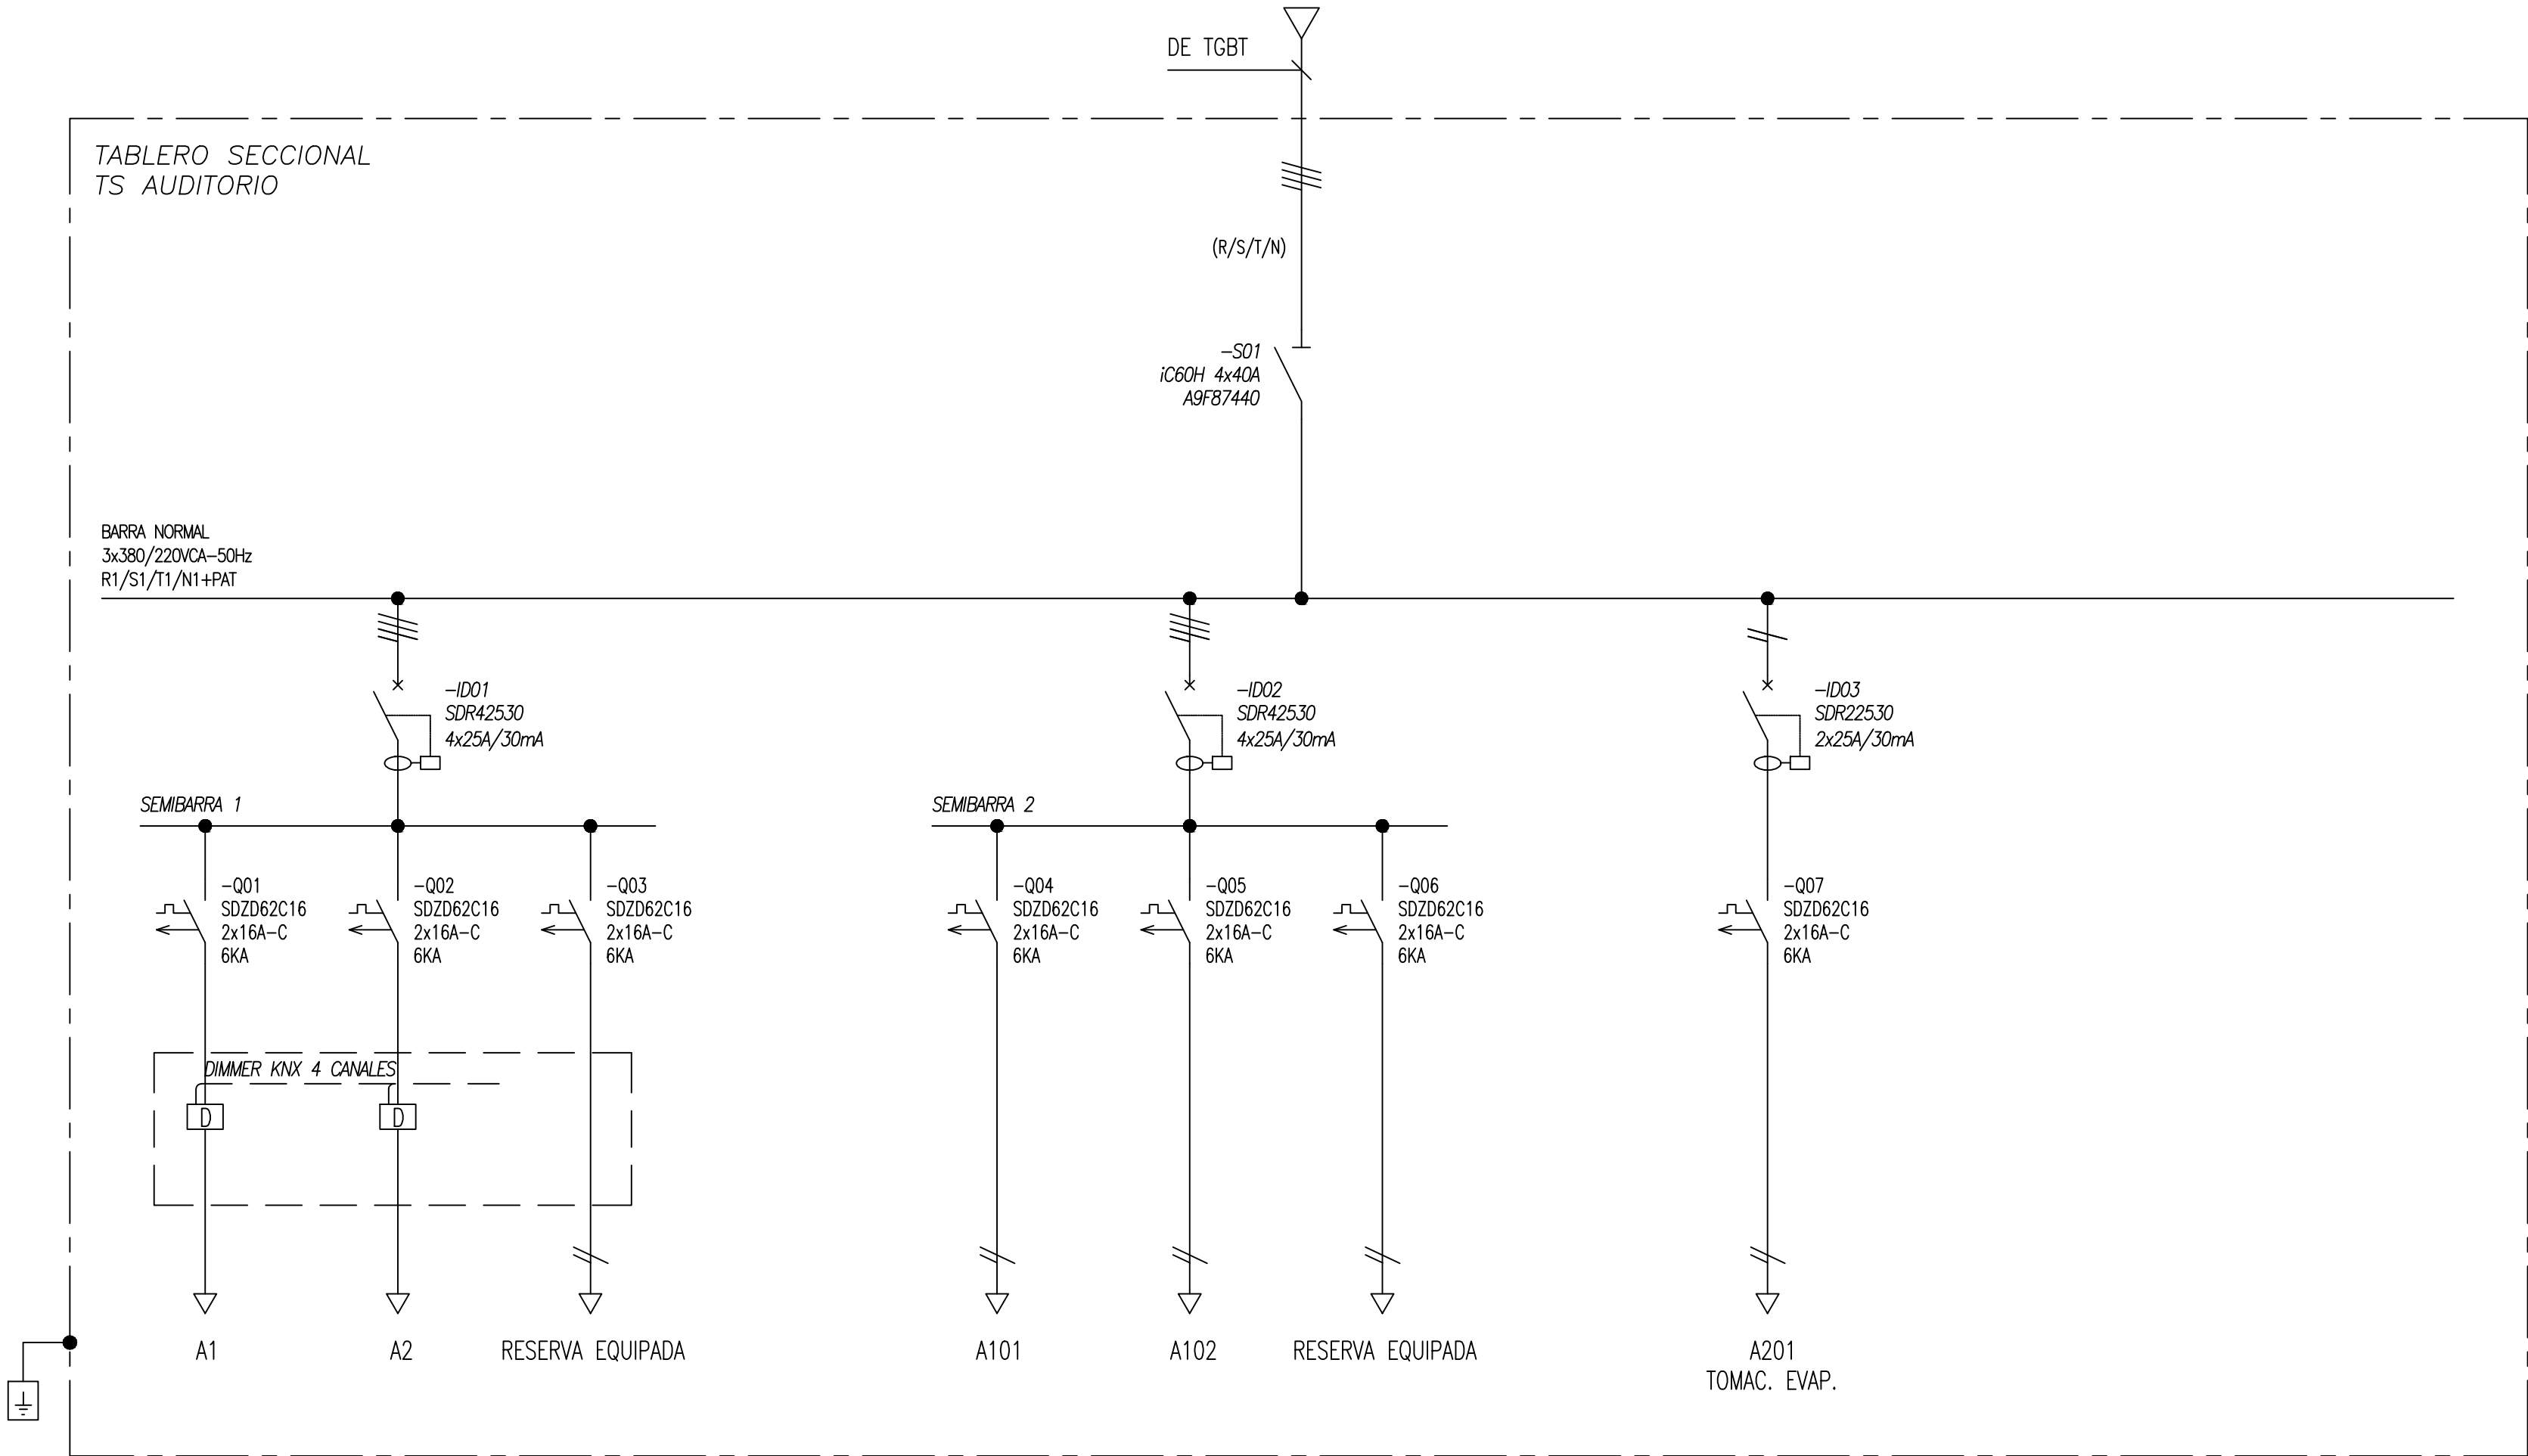 DE TGBT
TABLERO SECCIONAL
TS AUDITORIO
(R/S/T/N)
-S01
iC60H 4x40A
A9F87440
BARRA NORMAL
3x380/220VCA-50Hz
R1/S1/T1/N1+PAT
-ID01
SDR42530
4x25A/30mA
-ID02
SDR42530
4x25A/30mA
-ID03
SDR22530
2x25A/30mA
SEMIBARRA 1
SEMIBARRA 2
-Q01
SDZD62C16
2x16A-C
6KA
-Q02
SDZD62C16
2x16A-C
6KA
-Q03
SDZD62C16
2x16A-C
6KA
-Q04
SDZD62C16
2x16A-C
6KA
-Q05
SDZD62C16
2x16A-C
6KA
-Q06
SDZD62C16
2x16A-C
6KA
-Q07
SDZD62C16
2x16A-C
6KA
DIMMER KNX 4 CANALES
D
D
A1
A2
RESERVA EQUIPADA
A101
A102
RESERVA EQUIPADA
A201
TOMAC. EVAP.